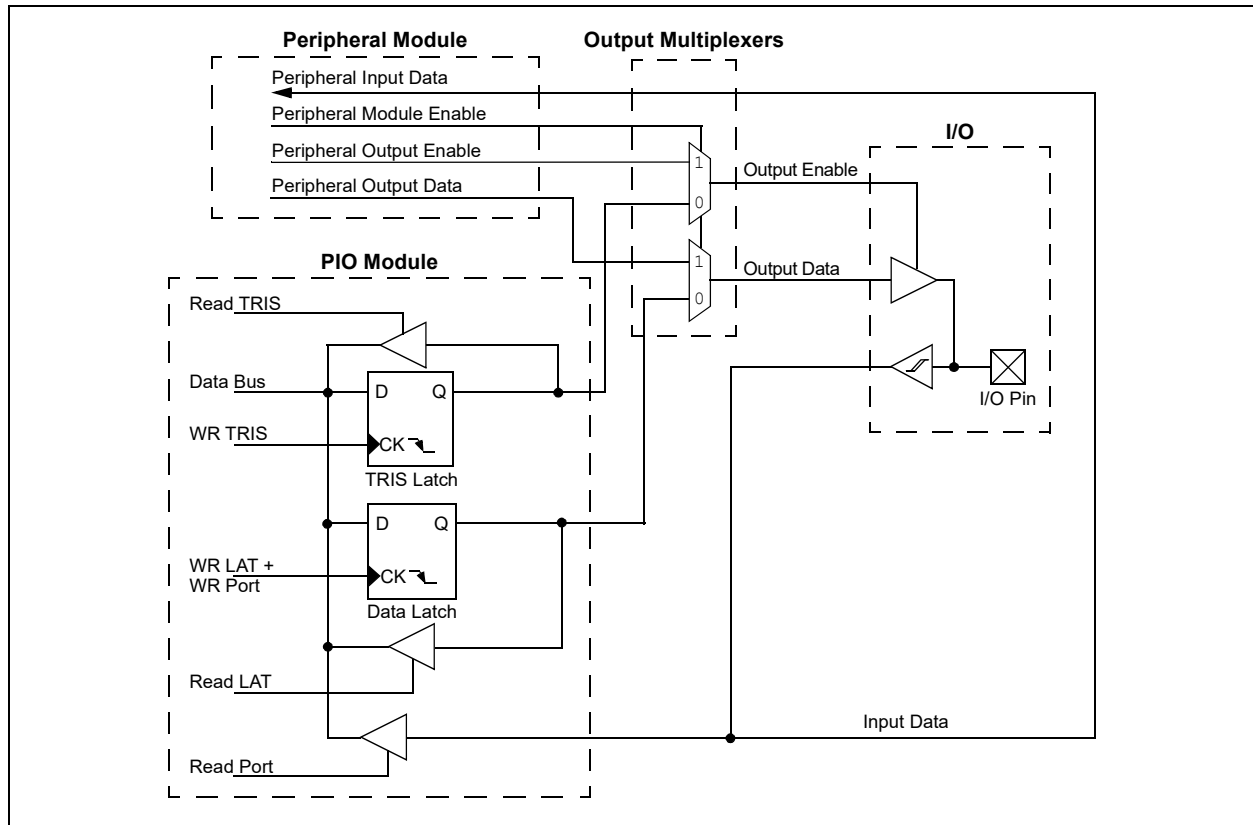 Peripheral Module
Output Multiplexers
Peripheral Input Data
Peripheral Module Enable
Peripheral Output Enable
Peripheral Output Data
1
0
1
0
Output Enable
Output Data
I/O
I/O Pin
PIO Module
Read TRIS
Data Bus
D
Q
WR TRIS
CK
TRIS Latch
D
Q
WR LAT +
WR Port
CK
Data Latch
Read LAT
Read Port
Input Data